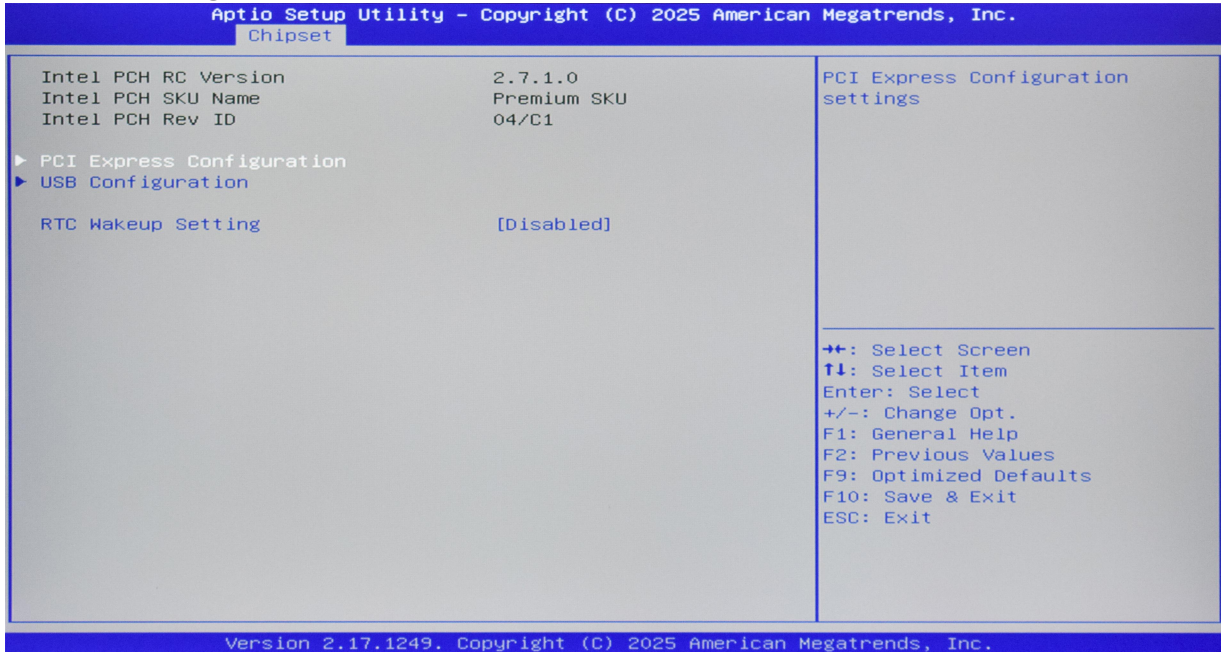 Aptio Setup Utility – Copyright (C) 2025 American Megatrends, Inc.
Chipset
Intel PCH RC Version 2.7.1.0
Intel PCH SKU Name Premium SKU
Intel PCH Rev ID 04/C1
▶ PCI Express Configuration
▶ USB Configuration
RTC Wakeup Setting [Disabled]
PCI Express Configuration
settings
→←: Select Screen
↑↓: Select Item
Enter: Select
+/-: Change Opt.
F1: General Help
F2: Previous Values
F9: Optimized Defaults
F10: Save & Exit
ESC: Exit
Version 2.17.1249. Copyright (C) 2025 American Megatrends, Inc.